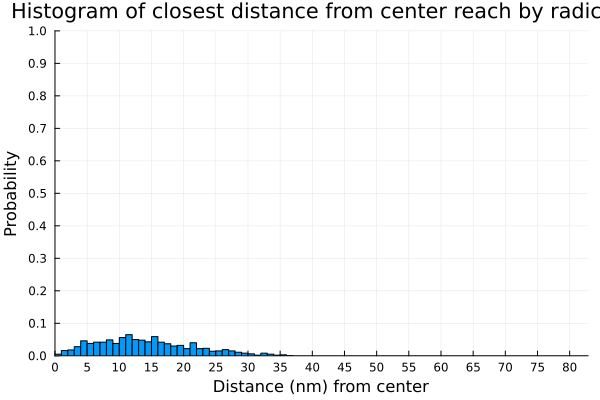 Histogram of closest distance from center reach by radic
1.0
0.9
0.8
0.7
0.6
0.5
0.4
0.3
0.2
0.1
0.0
Probability
0 5 10 15 20 25 30 35 40 45 50 55 60 65 70 75 80
Distance (nm) from center